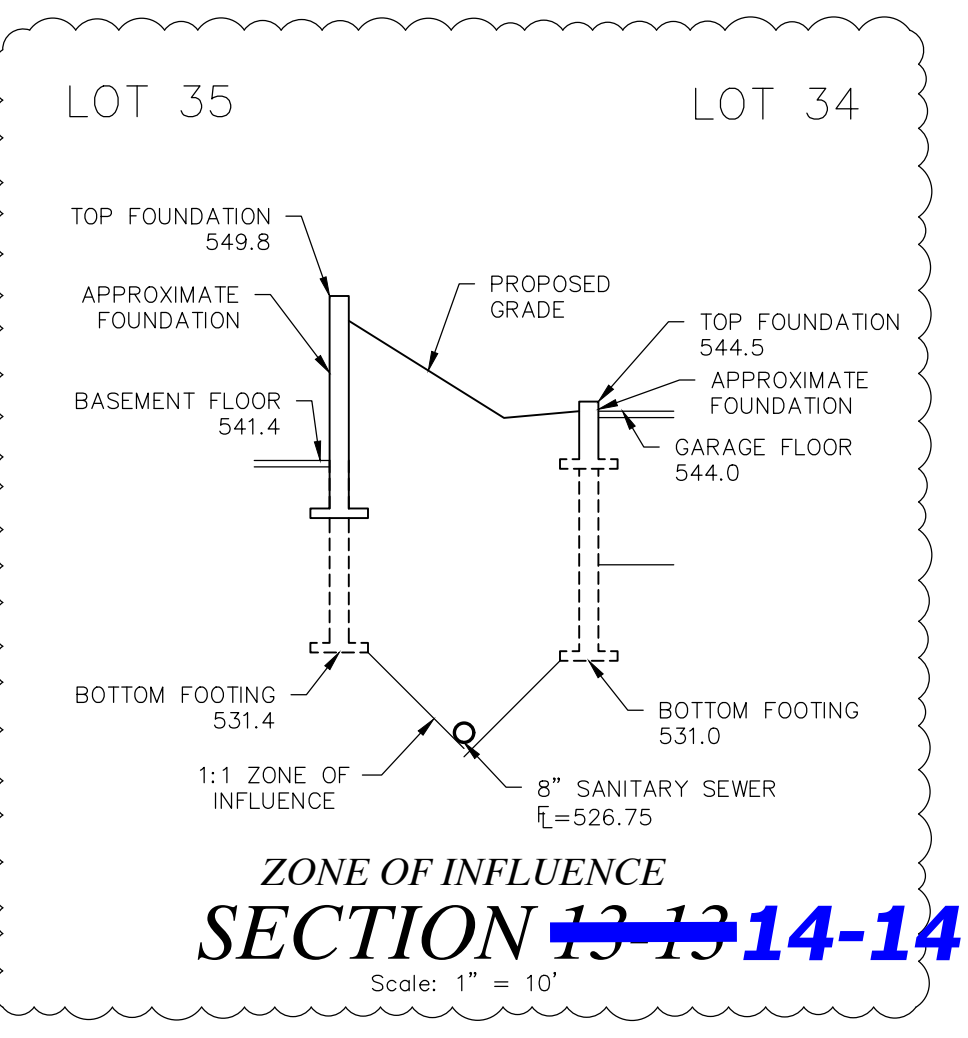 LOT 35
LOT 34
TOP FOUNDATION
549.8
APPROXIMATE
FOUNDATION
BASEMENT FLOOR
541.4
PROPOSED
GRADE
TOP FOUNDATION
544.5
APPROXIMATE
FOUNDATION
GARAGE FLOOR
544.0
BOTTOM FOOTING
531.4
1:1 ZONE OF
INFLUENCE
BOTTOM FOOTING
531.0
8" SANITARY SEWER
FL=526.75
ZONE OF INFLUENCE
SECTION 13-13 14-14
Scale: 1" = 10'